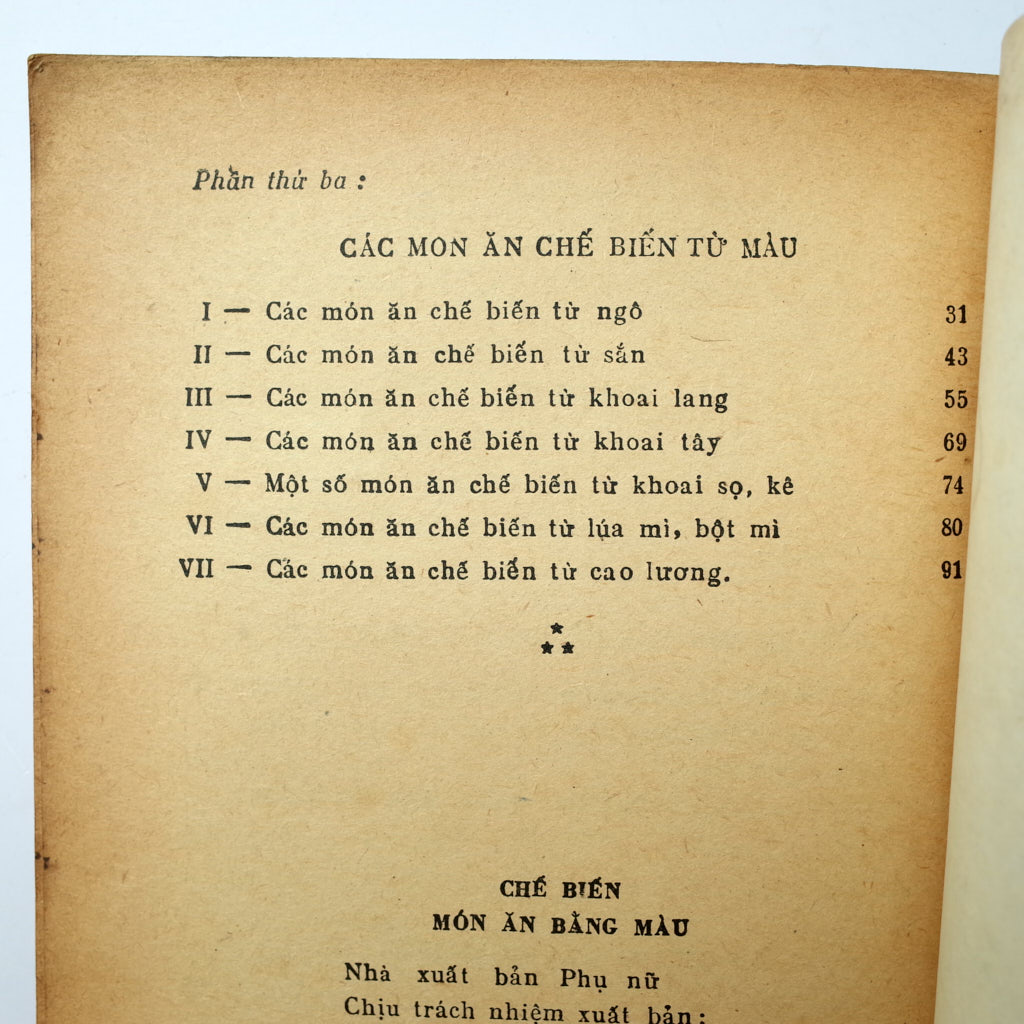 Phần thứ ba :
CÁC MON ĂN CHẾ BIẾN TỪ MÀU
I — Các món ăn chế biến từ ngô 31
II — Các món ăn chế biến từ sắn 43
III — Các món ăn chế biến từ khoai lang 55
IV — Các món ăn chế biến từ khoai tây 69
V — Một số món ăn chế biến từ khoai sọ, kê 74
VI — Các món ăn chế biến từ lúa mì, bột mì 80
VII — Các món ăn chế biến từ cao lương. 91
CHẾ BIẾN
MÓN ĂN BẰNG MÀU
Nhà xuất bản Phụ nữ
Chịu trách nhiệm xuất bản :